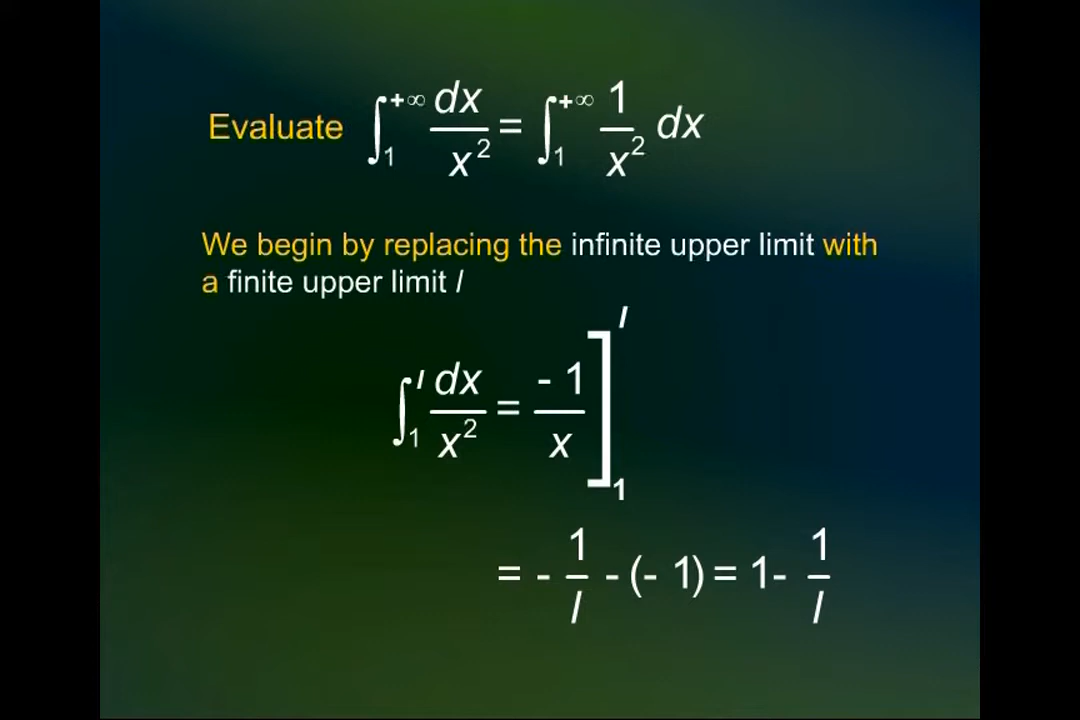 Evaluate ∫₁^{+∞} dx/x² = ∫₁^{+∞} 1/x² dx
We begin by replacing the infinite upper limit with
a finite upper limit l
∫₁^l dx/x² = -1/x ]₁^l
= - 1/l - (- 1) = 1- 1/l